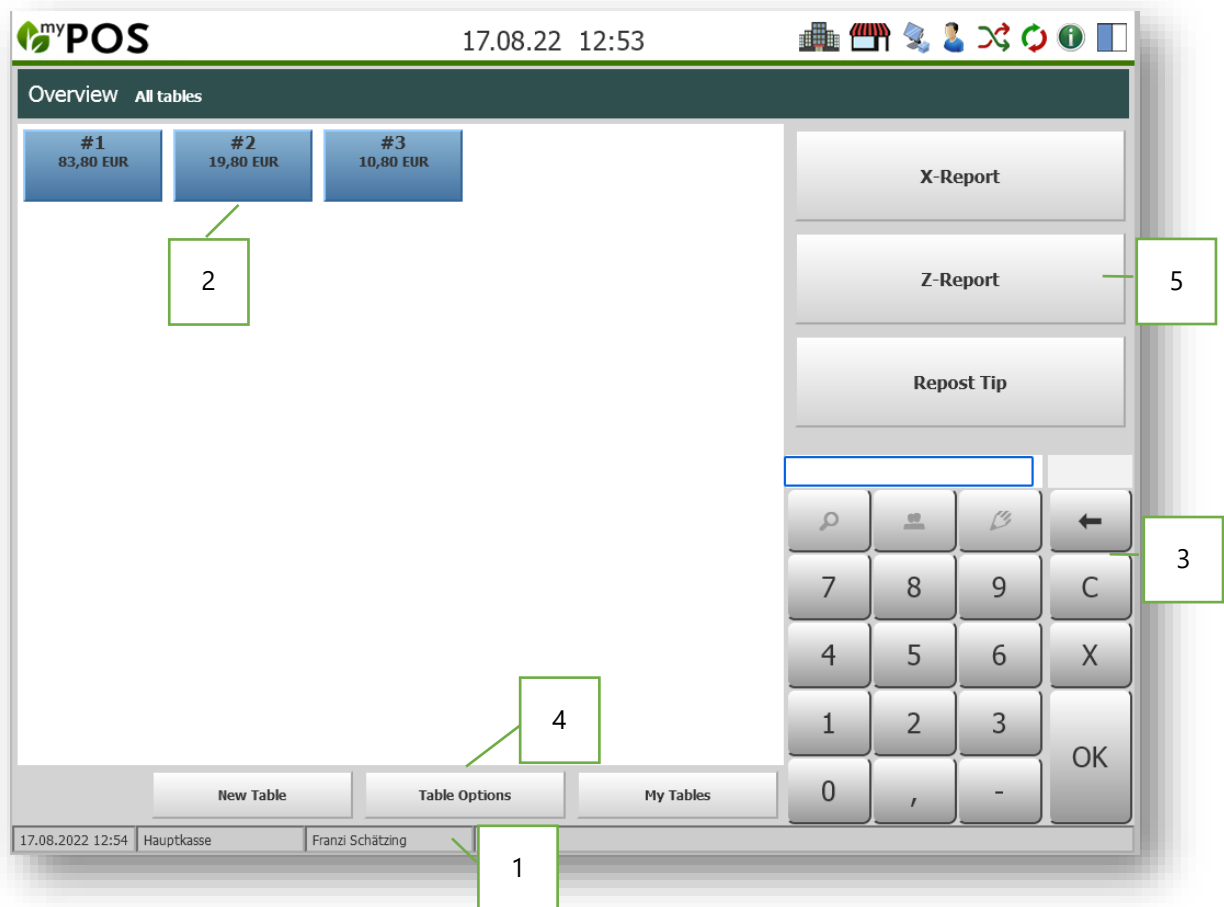 myPOS
17.08.22 12:53
Overview All tables
#1
83,80 EUR
#2
19,80 EUR
#3
10,80 EUR
2
X-Report
Z-Report
5
Repost Tip
3
7 8 9 C
4 5 6 X
1 2 3
OK
0 , -
4
New Table
Table Options
My Tables
17.08.2022 12:54
Hauptkasse
Franzi Schätzing
1